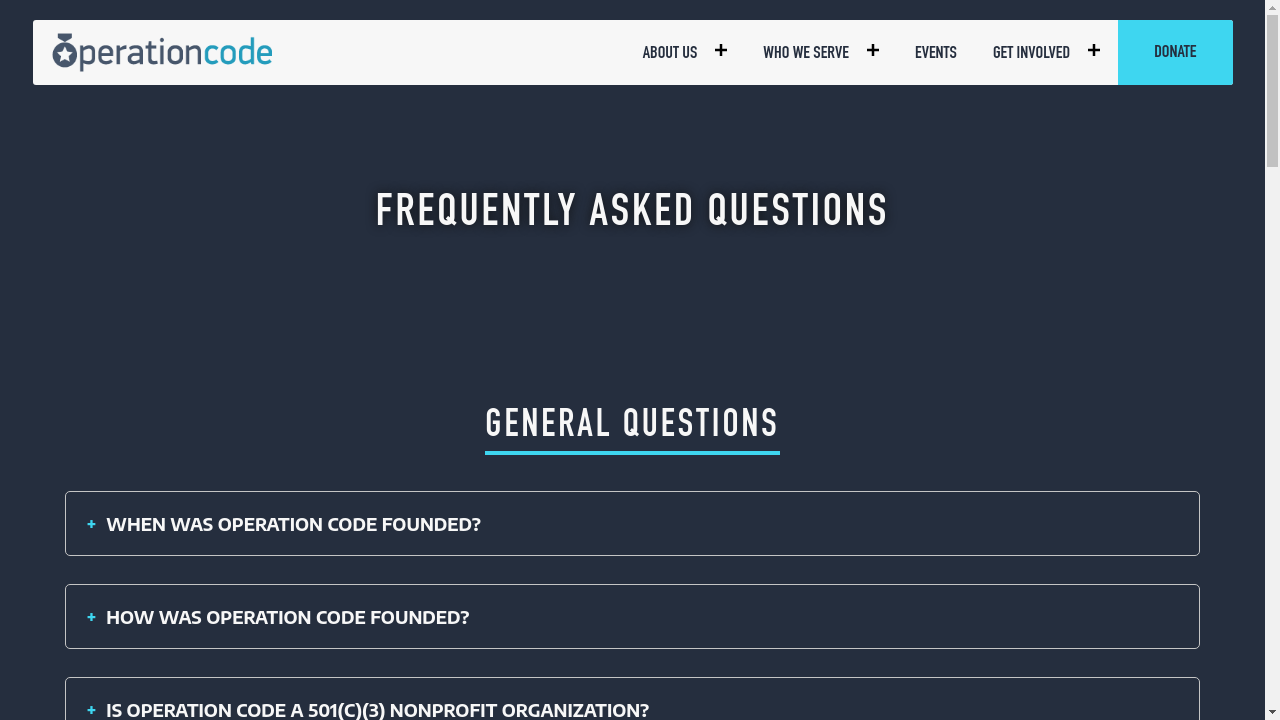 operationcode
ABOUT US
WHO WE SERVE
EVENTS
GET INVOLVED
DONATE
FREQUENTLY ASKED QUESTIONS
GENERAL QUESTIONS
+ WHEN WAS OPERATION CODE FOUNDED?
+ HOW WAS OPERATION CODE FOUNDED?
+ IS OPERATION CODE A 501(C)(3) NONPROFIT ORGANIZATION?